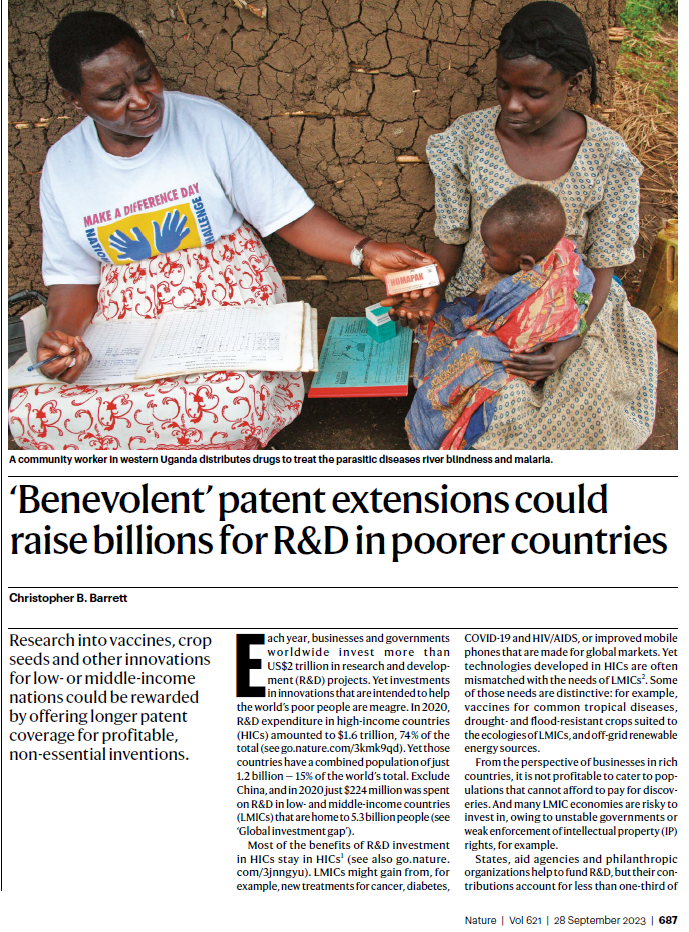 MAKE A DIFFERENCE DAY
NATION
CHALLENGE
HOMAPAK
A community worker in western Uganda distributes drugs to treat the parasitic diseases river blindness and malaria.
‘Benevolent’ patent extensions could
raise billions for R&D in poorer countries
Christopher B. Barrett
Research into vaccines, crop
seeds and other innovations
for low- or middle-income
nations could be rewarded
by offering longer patent
coverage for profitable,
non-essential inventions.
Each year, businesses and governments
worldwide invest more than
US$2 trillion in research and develop-
ment (R&D) projects. Yet investments
in innovations that are intended to help
the world’s poor people are meagre. In 2020,
R&D expenditure in high-income countries
(HICs) amounted to $1.6 trillion, 74% of the
total (see go.nature.com/3kmk9qd). Yet those
countries have a combined population of just
1.2 billion — 15% of the world’s total. Exclude
China, and in 2020 just $224 million was spent
on R&D in low- and middle-income countries
(LMICs) that are home to 5.3 billion people (see
‘Global investment gap’).
Most of the benefits of R&D investment
in HICs stay in HICs1 (see also go.nature.
com/3jnngyu). LMICs might gain from, for
example, new treatments for cancer, diabetes,
COVID-19 and HIV/AIDS, or improved mobile
phones that are made for global markets. Yet
technologies developed in HICs are often
mismatched with the needs of LMICs2. Some
of those needs are distinctive: for example,
vaccines for common tropical diseases,
drought- and flood-resistant crops suited to
the ecologies of LMICs, and off-grid renewable
energy sources.
From the perspective of businesses in rich
countries, it is not profitable to cater to pop-
ulations that cannot afford to pay for discov-
eries. And many LMIC economies are risky to
invest in, owing to unstable governments or
weak enforcement of intellectual property (IP)
rights, for example.
States, aid agencies and philanthropic
organizations help to fund R&D, but their con-
tributions account for less than one-third of
Nature | Vol 621 | 28 September 2023 | 687